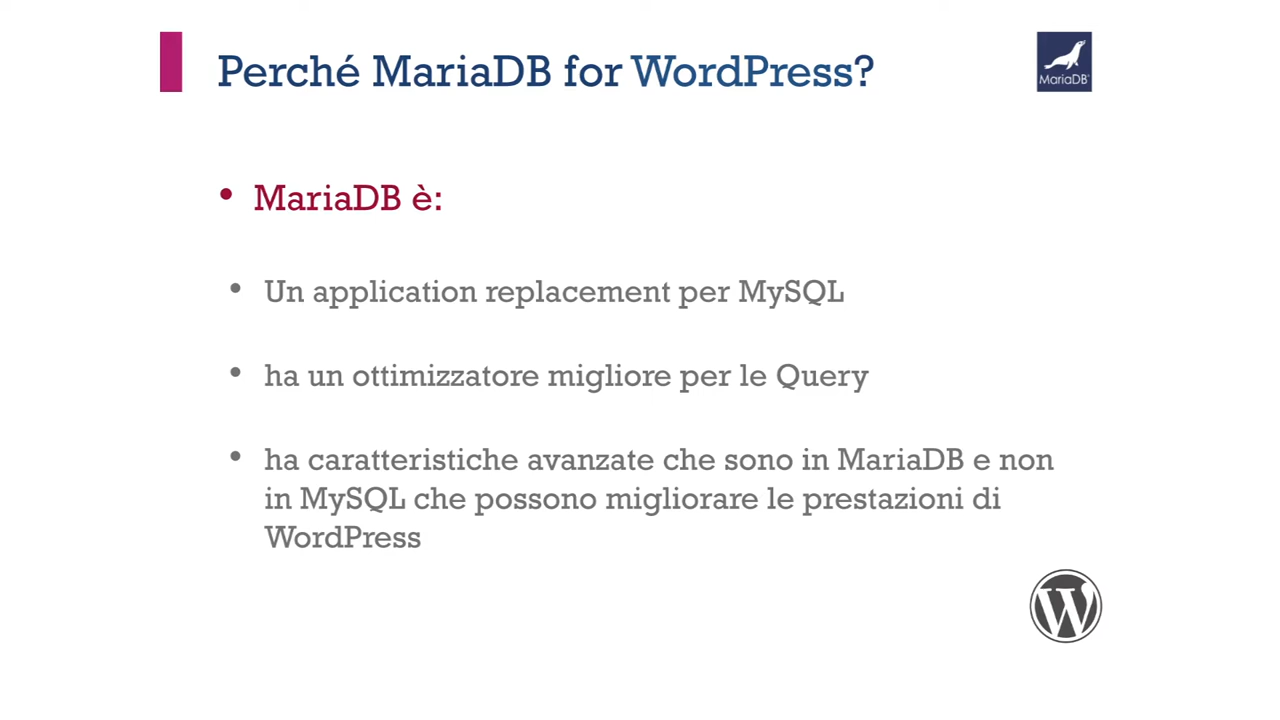 Perché MariaDB for WordPress?
MariaDB
• MariaDB è:
• Un application replacement per MySQL
• ha un ottimizzatore migliore per le Query
• ha caratteristiche avanzate che sono in MariaDB e non
in MySQL che possono migliorare le prestazioni di
WordPress
W